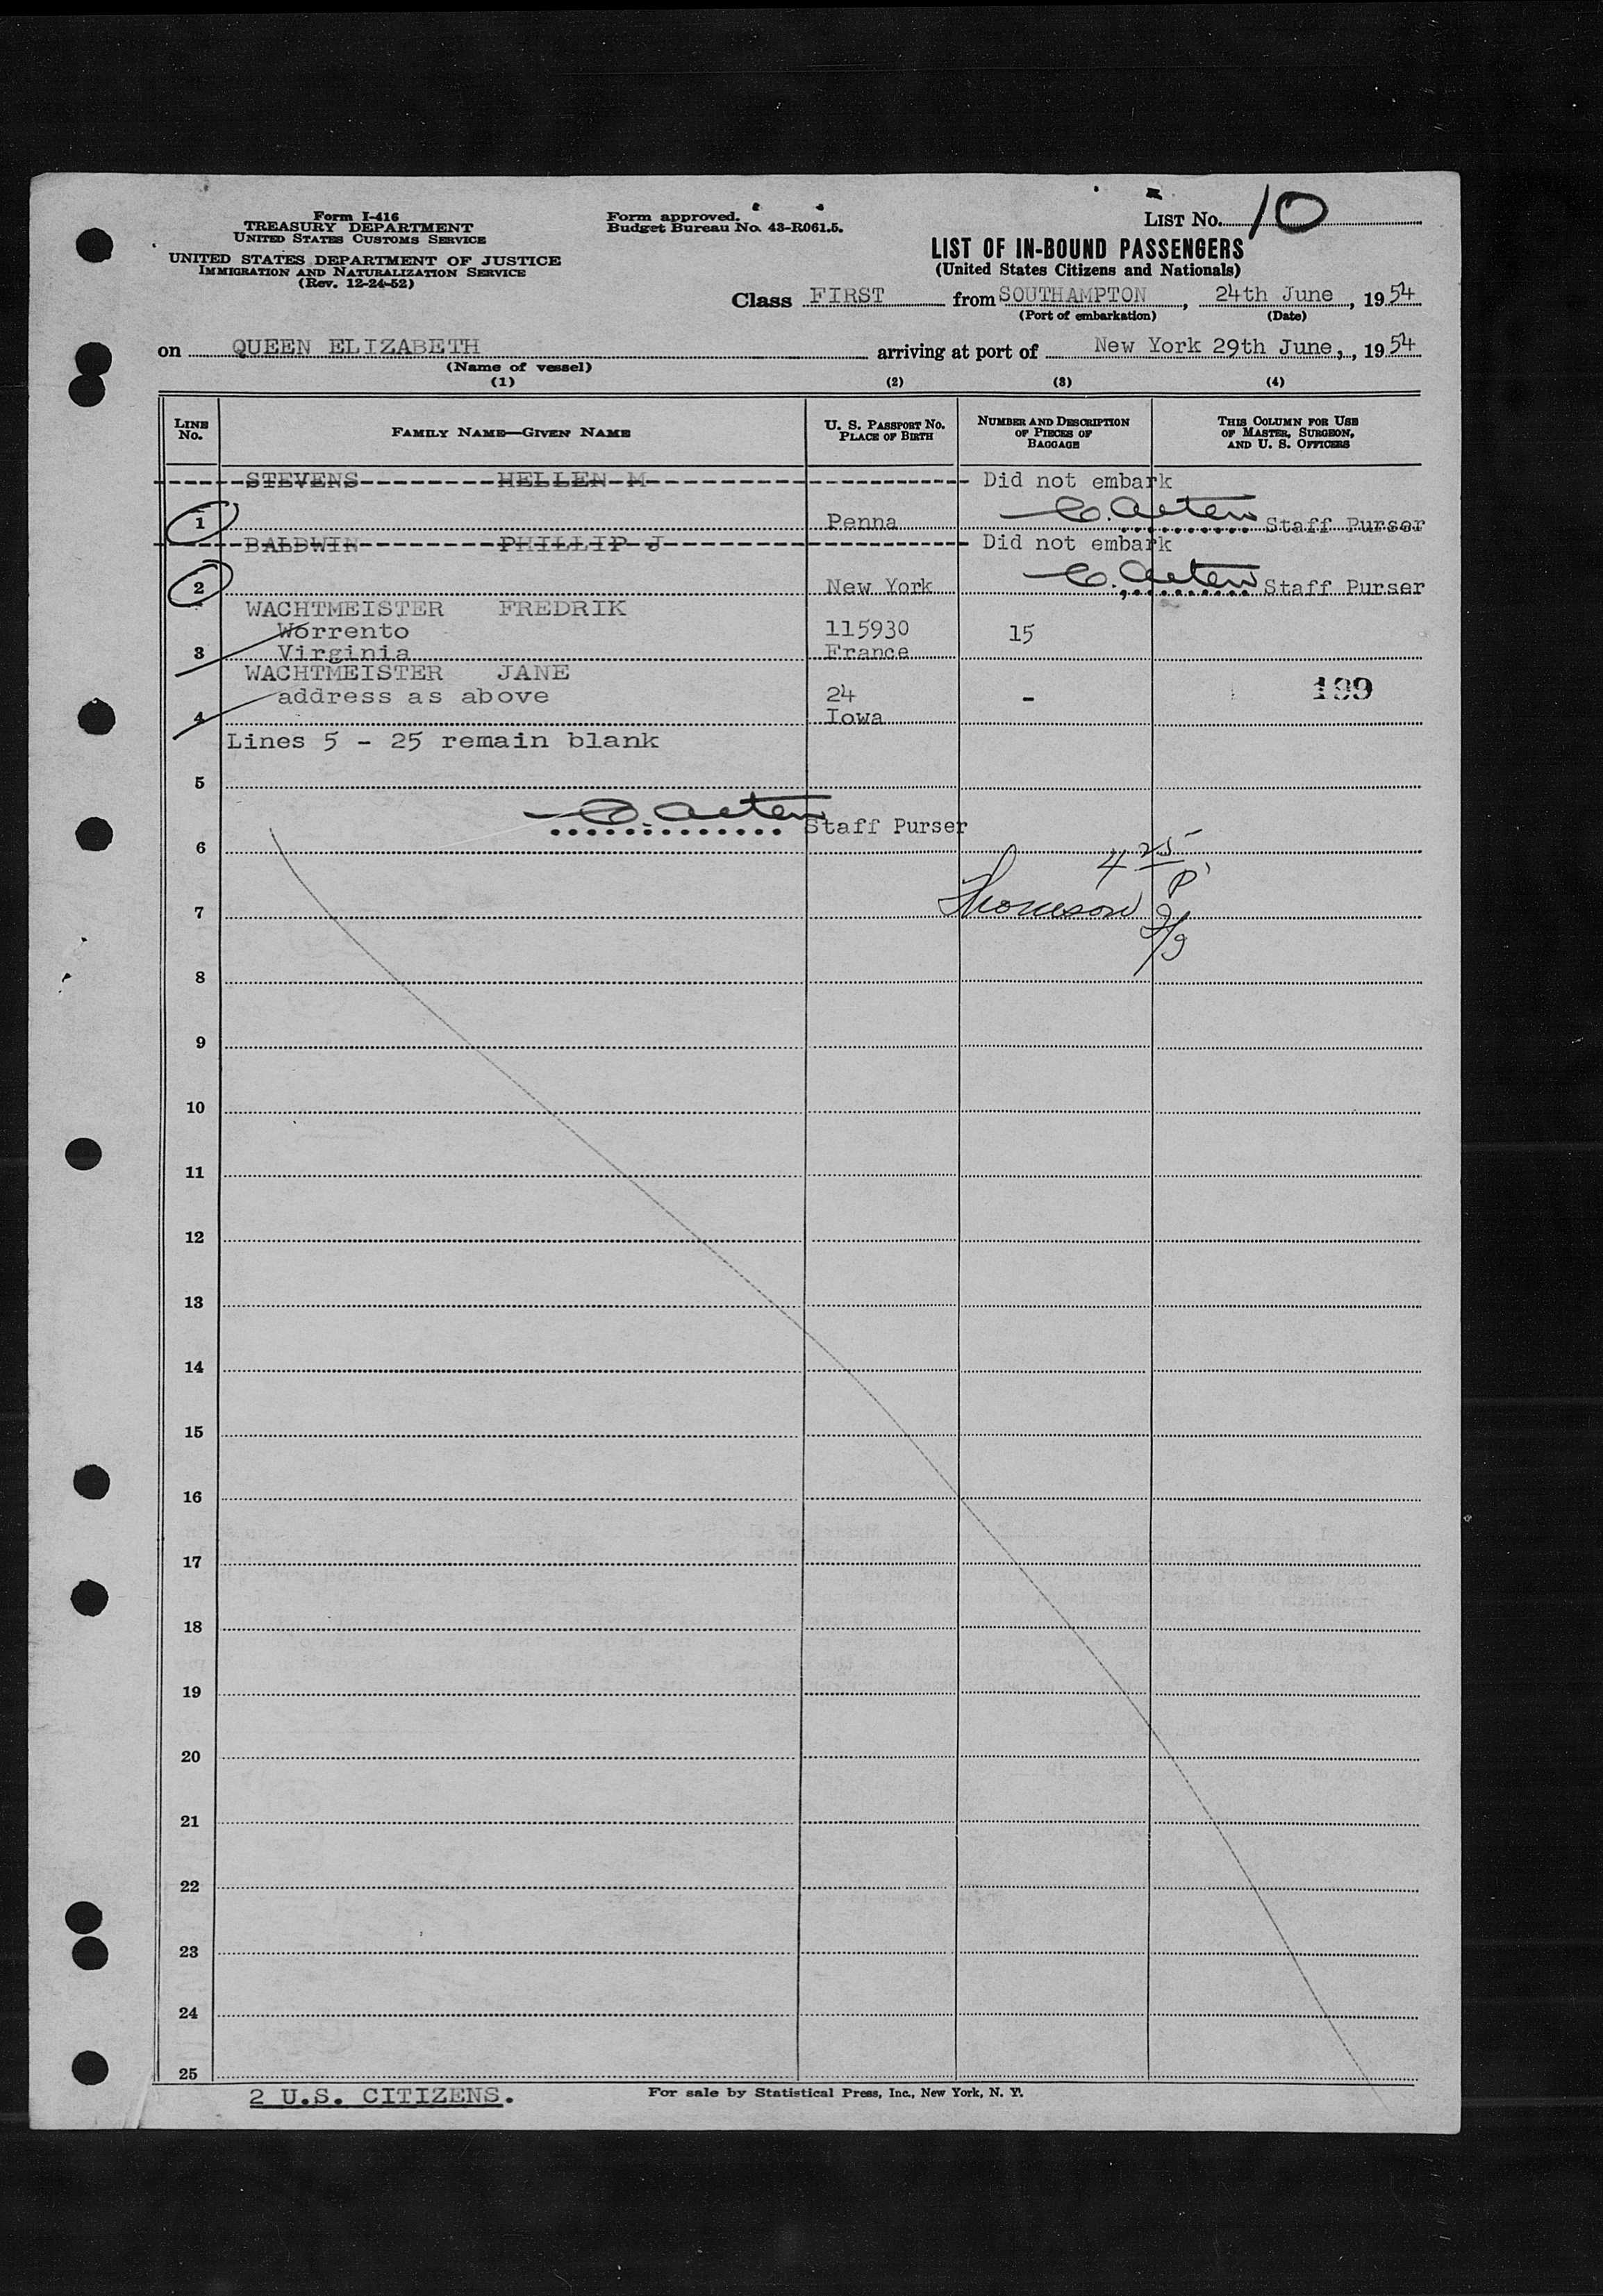 Form I-416
TREASURY DEPARTMENT
UNITED STATES CUSTOMS SERVICE
UNITED STATES DEPARTMENT OF JUSTICE
IMMIGRATION AND NATURALIZATION SERVICE
(Rev. 12-24-52)
Form approved.
Budget Bureau No. 43-R061.5.
LIST No. 10
LIST OF IN-BOUND PASSENGERS
(United States Citizens and Nationals)
Class FIRST from SOUTHAMPTON, 24th June, 1954
(Port of embarkation) (Date)
on QUEEN ELIZABETH arriving at port of New York 29th June,, 1954
(Name of vessel)
(1) (2) (3) (4)
LINE No. FAMILY NAME—GIVEN NAME U. S. PASSPORT No. PLACE OF BIRTH NUMBER AND DESCRIPTION OF PIECES OF BAGGAGE THIS COLUMN FOR USE OF MASTER, SURGEON, AND U. S. OFFICERS
STEVENS HELLEN M Did not embark
1 Penna Staff Purser
BALDWIN PHILLIP J Did not embark
2 New York Staff Purser
WACHTMEISTER FREDRIK
Worrento 115930 15
3 Virginia France
WACHTMEISTER JANE
address as above 24 - 199
4 Iowa
Lines 5 - 25 remain blank
5
Staff Purser
6
4 25 P
7 Thomson
8
9
10
11
12
13
14
15
16
17
18
19
20
21
22
23
24
25
2 U.S. CITIZENS.
For sale by Statistical Press, Inc., New York, N. Y.